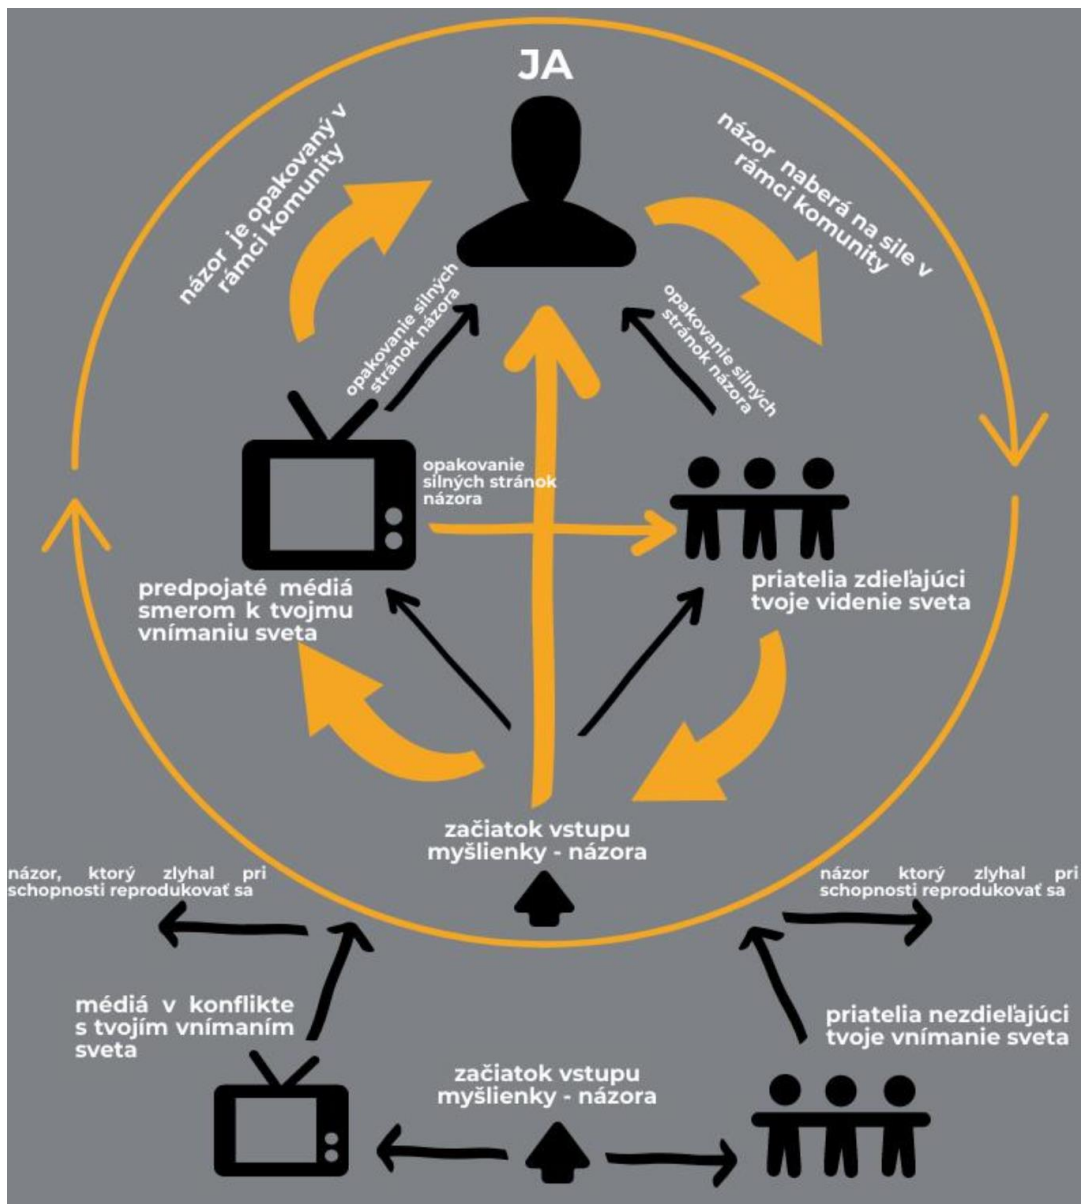 JA
názor je opakovaný v
rámci komunity
názor naberá na sile v
rámci komunity
opakovanie silných
stránok názora
opakovanie silných
stránok názora
opakovanie
silných stránok
názora
predpojaté médiá
smerom k tvojmu
vnímaniu sveta
priatelia zdieľajúci
tvoje videnie sveta
začiatok vstupu
myšlienky - názora
názor, ktorý zlyhal pri
schopnosti reprodukovať sa
názor ktorý zlyhal pri
schopnosti reprodukovať sa
médiá v konflikte
s tvojím vnímaním
sveta
priatelia nezdieľajúci
tvoje vnímanie sveta
začiatok vstupu
myšlienky - názora